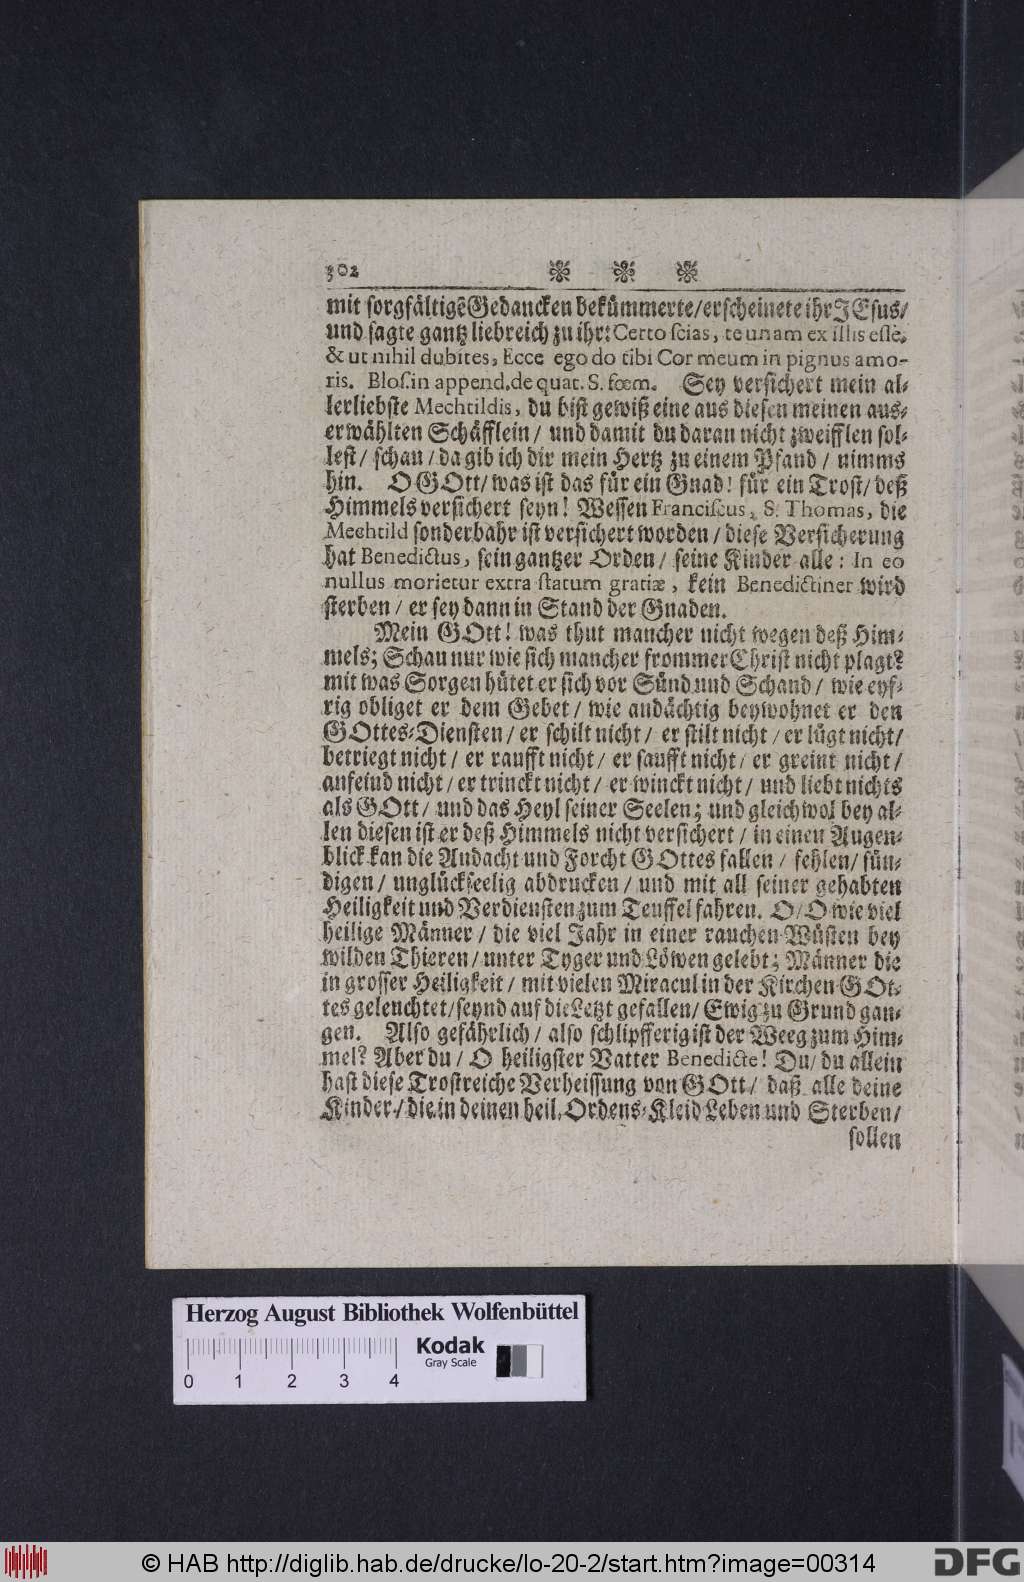 302
mit sorgfältigẽ Gedancken bekümmerte/ erscheinete ihr JEsus/
und sagte gantz liebreich zu ihr: Certo scias, te unam ex illis esse,
& ut nihil dubites, Ecce ego do tibi Cor meum in pignus amo-
ris. Blos. in append. de quat. S. fœm. Sey versichert mein al-
lerliebste Mechtildis, du bist gewiß eine aus diesen meinen aus-
erwählten Schäfflein / und damit du daran nicht zweifflen sol-
lest/ schau / da gib ich dir mein Hertz zu einem Pfand / nimms
hin. O GOtt/ was ist das für ein Gnad! für ein Trost/ deß
Himmels versichert seyn! Wessen Franciscus, S. Thomas, die
Mechtild sonderbahr ist versichert worden / diese Versicherung
hat Benedictus, sein gantzer Orden / seine Kinder alle: In eo
nullus morietur extra statum gratiæ, kein Benedictiner wird
sterben / er sey dann in Stand der Gnaden.
Mein GOtt! was thut mancher nicht wegen deß Him-
mels; Schau nur wie sich mancher frommer Christ nicht plagt?
mit was Sorgen hütet er sich vor Sünd und Schand / wie eyf-
rig obliget er dem Gebet / wie andächtig beywohnet er den
GOttes-Diensten / er schilt nicht / er stilt nicht / er lügt nicht/
betriegt nicht / er raufft nicht / er saufft nicht / er greint nicht /
anfeind nicht / er trinckt nicht / er winckt nicht / und liebt nichts
als GOtt / und das Heyl seiner Seelen; und gleichwol bey al-
len diesen ist er deß Himmels nicht versichert / in einen Augen-
blick kan die Andacht und Forcht GOttes fallen / fehlen / sün-
digen / unglückseelig abdrucken / und mit all seiner gehabten
Heiligkeit und Verdiensten zum Teuffel fahren. O / O wie viel
heilige Männer / die viel Jahr in einer rauchen Wüsten bey
wilden Thieren / unter Tyger und Löwen gelebt; Männer die
in grosser Heiligkeit / mit vielen Miracul in der Kirchen GOt-
tes geleuchtet/ seynd auf die Letzt gefallen / Ewig zu Grund gan-
gen. Also gefährlich / also schlipfferig ist der Weeg zum Him-
mel? Aber du / O heiligster Vatter Benedicte! Du / du allein
hast diese Trostreiche Verheissung von GOtt / daß alle deine
Kinder / die in deinen heil. Ordens-Kleid Leben und Sterben /
sollen
Herzog August Bibliothek Wolfenbüttel
Kodak
Gray Scale
0 1 2 3 4
© HAB http://diglib.hab.de/drucke/lo-20-2/start.htm?image=00314
DFG